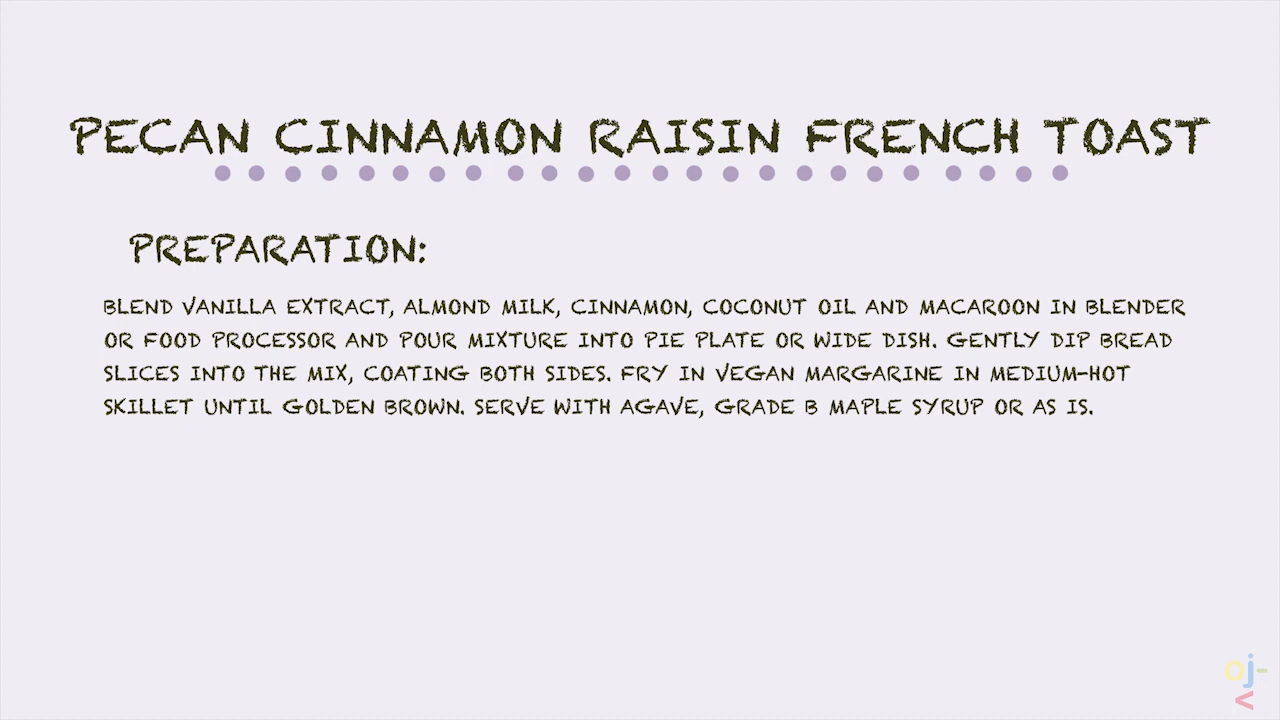 PECAN CINNAMON RAISIN FRENCH TOAST
PREPARATION:
BLEND VANILLA EXTRACT, ALMOND MILK, CINNAMON, COCONUT OIL AND MACAROON IN BLENDER
OR FOOD PROCESSOR AND POUR MIXTURE INTO PIE PLATE OR WIDE DISH. GENTLY DIP BREAD
SLICES INTO THE MIX, COATING BOTH SIDES. FRY IN VEGAN MARGARINE IN MEDIUM-HOT
SKILLET UNTIL GOLDEN BROWN. SERVE WITH AGAVE, GRADE B MAPLE SYRUP OR AS IS.
oj-
<